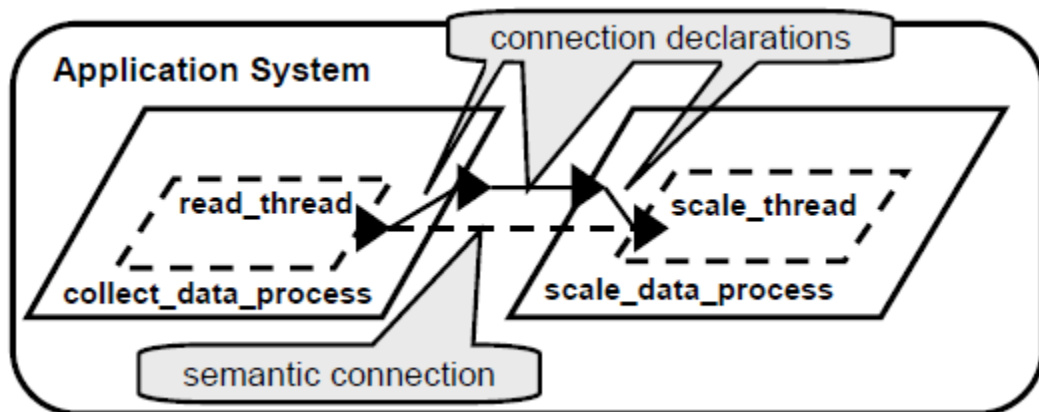 connection declarations
Application System
read_thread
scale_thread
collect_data_process
scale_data_process
semantic connection